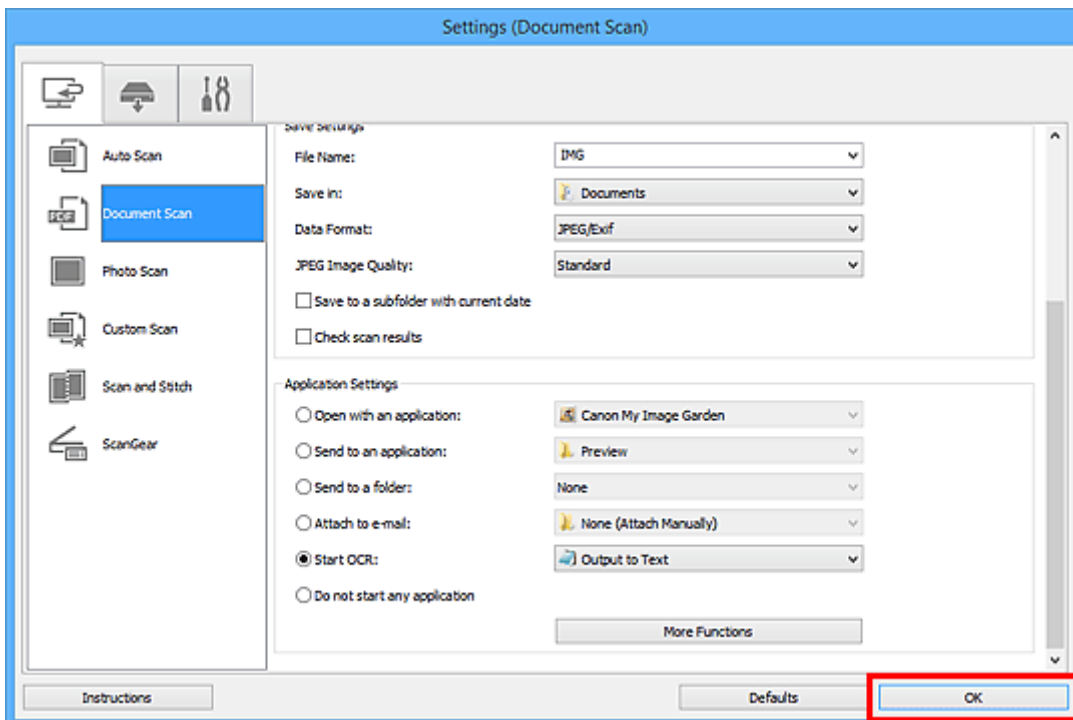 Settings (Document Scan)
Auto Scan
PDF
Document Scan
Photo Scan
Custom Scan
Scan and Stitch
ScanGear
Save Settings
File Name: IMG
Save in: Documents
Data Format: JPEG/Exif
JPEG Image Quality: Standard
Save to a subfolder with current date
Check scan results
Application Settings
Open with an application: Canon My Image Garden
Send to an application: Preview
Send to a folder: None
Attach to e-mail: None (Attach Manually)
Start OCR: Output to Text
Do not start any application
More Functions
Instructions
Defaults
OK